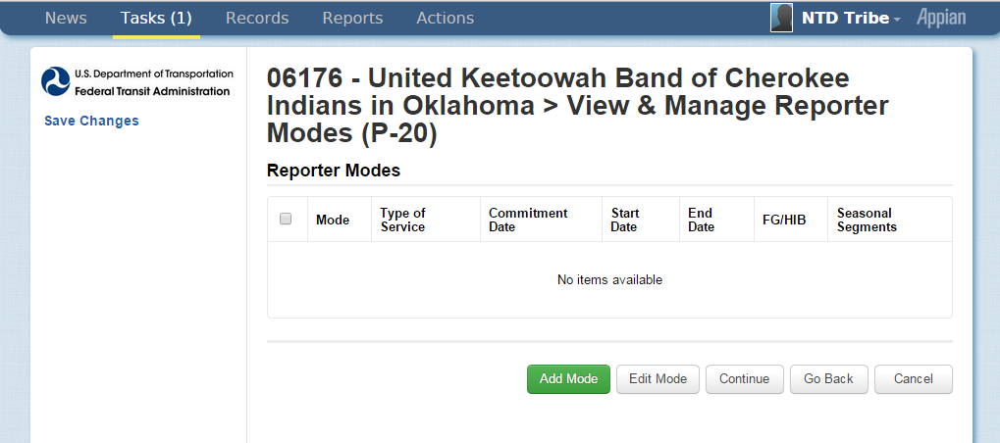 News Tasks (1) Records Reports Actions NTD Tribe Appian
U.S. Department of Transportation
Federal Transit Administration
Save Changes
06176 - United Keetoowah Band of Cherokee
Indians in Oklahoma > View & Manage Reporter
Modes (P-20)
Reporter Modes
Mode Type of Service Commitment Date Start Date End Date FG/HIB Seasonal Segments
No items available
Add Mode Edit Mode Continue Go Back Cancel